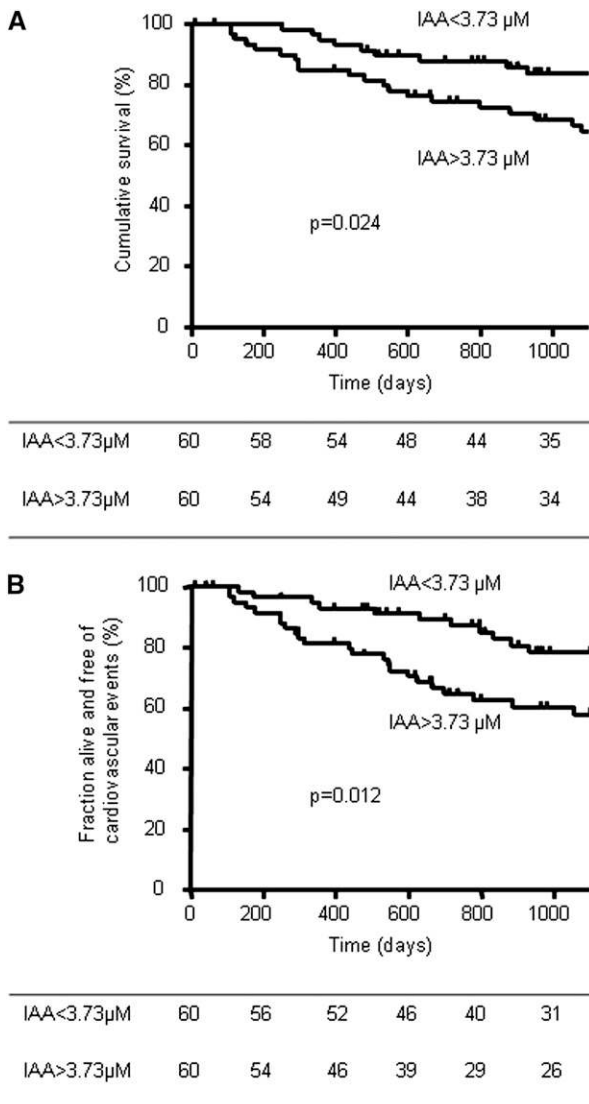 A
Cumulative survival (%)
100
80
60
40
20
0
IAA<3.73 µM
IAA>3.73 µM
p=0.024
0 200 400 600 800 1000
Time (days)
IAA<3.73µM 60 58 54 48 44 35
IAA>3.73µM 60 54 49 44 38 34
B
Fraction alive and free of
cardiovascular events (%)
100
80
60
40
20
0
IAA<3.73 µM
IAA>3.73 µM
p=0.012
0 200 400 600 800 1000
Time (days)
IAA<3.73µM 60 56 52 46 40 31
IAA>3.73µM 60 54 46 39 29 26